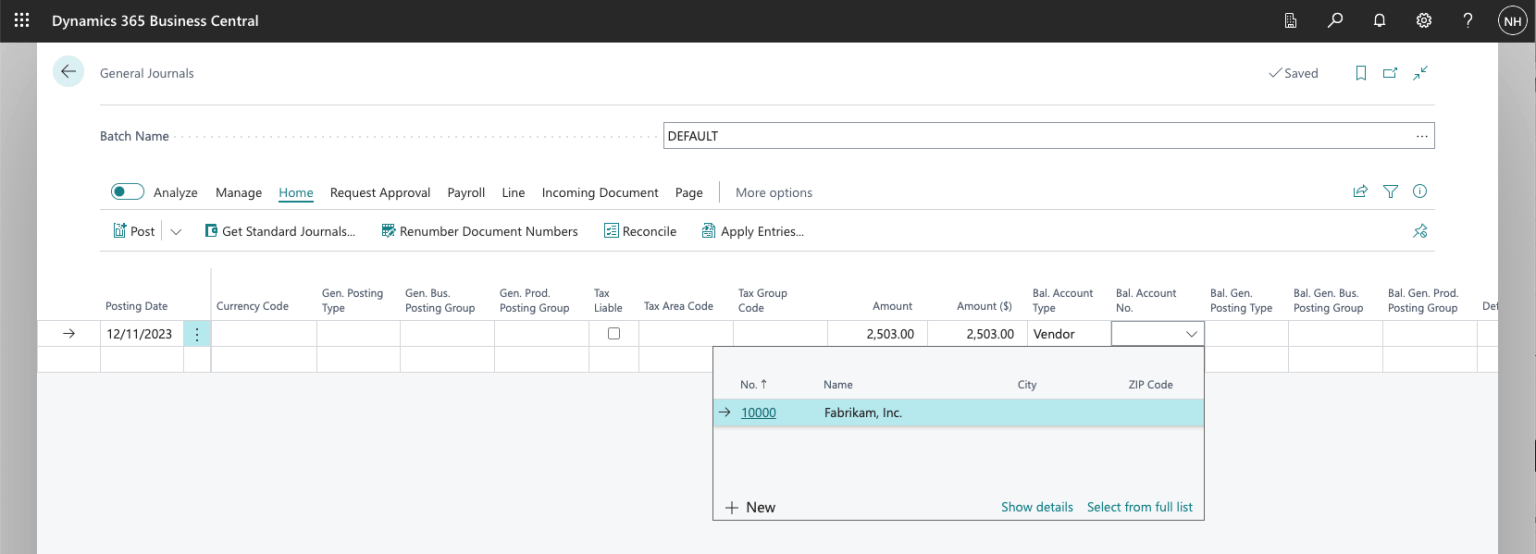 Dynamics 365 Business Central
NH
General Journals
Saved
Batch Name
DEFAULT
Analyze Manage Home Request Approval Payroll Line Incoming Document Page More options
Post Get Standard Journals... Renumber Document Numbers Reconcile Apply Entries...
Posting Date
Currency Code
Gen. Posting
Type
Gen. Bus.
Posting Group
Gen. Prod.
Posting Group
Tax
Liable
Tax Area Code
Tax Group
Code
Amount
Amount ($)
Bal. Account
Type
Bal. Account
No.
Bal. Gen.
Posting Type
Bal. Gen. Bus.
Posting Group
Bal. Gen. Prod.
Posting Group
Def
12/11/2023 2,503.00 2,503.00 Vendor
No. ↑ Name City ZIP Code
10000 Fabrikam, Inc.
+ New Show details Select from full list